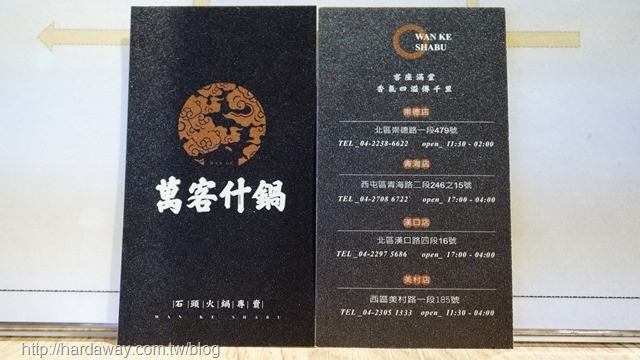 WAN KE
萬客什鍋
|石|頭|火|鍋|專|賣|
WAN KE SHABU
WAN KE
SHABU
客座滿堂
香氣四溢傳千里
崇德店
北區崇德路一段479號
TEL_04-2238-6622 open_ 11:30 - 02:00
青海店
西屯區青海路二段246之15號
TEL_04-2708 6722 open_ 17:00 - 04:00
漢口店
北區漢口路四段16號
TEL_04-2297 5686 open_ 17:00 - 04:00
美村店
西區美村路一段185號
TEL_04-2305 1333 open_ 11:30 - 04:00
http://hardaway.com.tw/blog